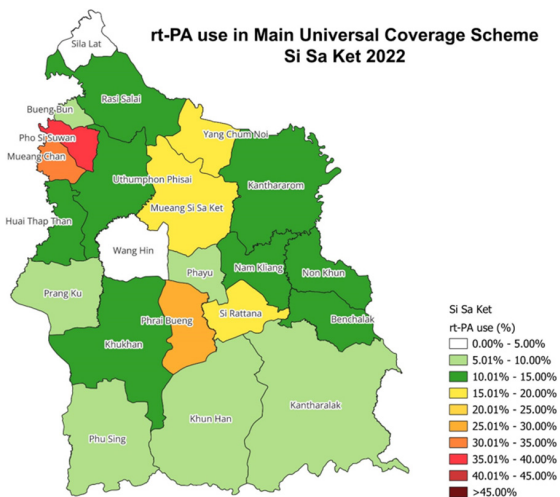 rt-PA use in Main Universal Coverage Scheme
Si Sa Ket 2022
Sila Lat
Rasi Salai
Bueng Bun
Yang Chum Noi
Pho Si Suwan
Mueang Chan
Uthumphon Phisai
Kanthararom
Mueang Si Sa Ket
Huai Thap Than
Wang Hin
Phayu
Nam Kliang
Non Khun
Prang Ku
Si Rattana
Phrai Bueng
Benchalak
Khukhan
Kantharalak
Khun Han
Phu Sing
Si Sa Ket
rt-PA use (%)
0.00% - 5.00%
5.01% - 10.00%
10.01% - 15.00%
15.01% - 20.00%
20.01% - 25.00%
25.01% - 30.00%
30.01% - 35.00%
35.01% - 40.00%
40.01% - 45.00%
>45.00%